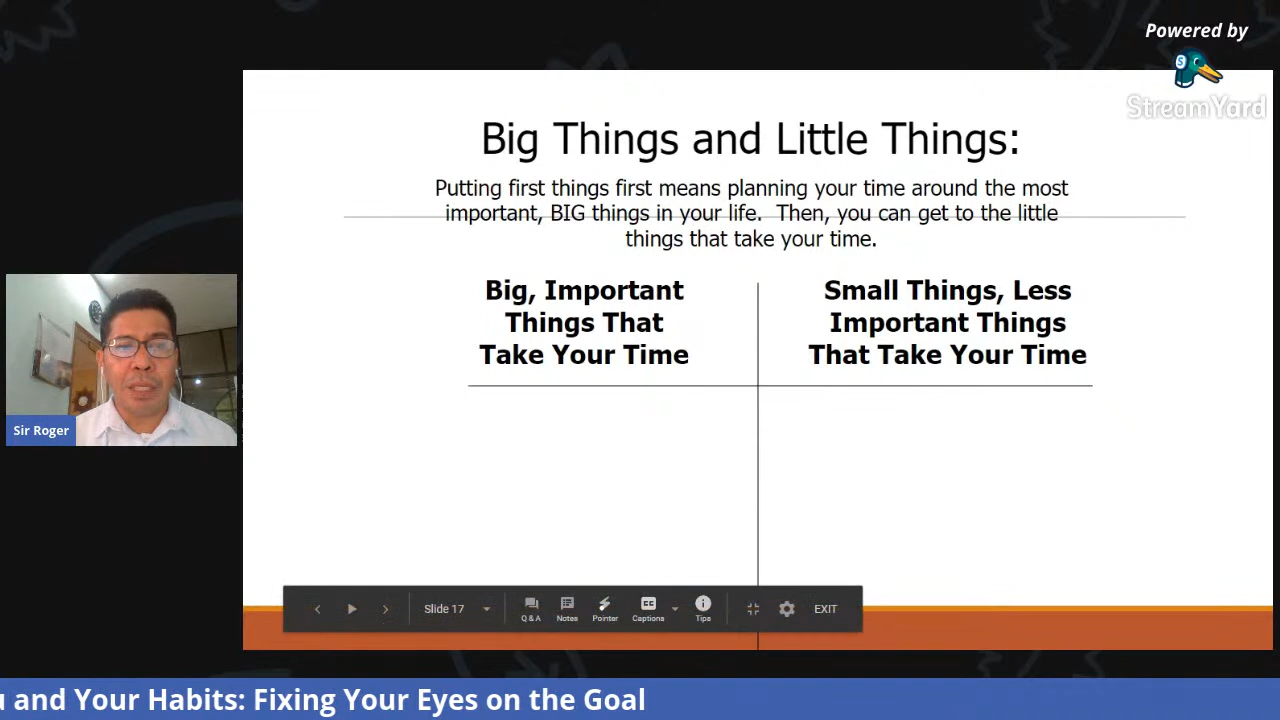 Powered by
StreamYard
Big Things and Little Things:
Putting first things first means planning your time around the most
important, BIG things in your life. Then, you can get to the little
things that take your time.
Big, Important
Things That
Take Your Time
Small Things, Less
Important Things
That Take Your Time
Sir Roger
Slide 17
Q & A
Notes
Pointer
Captions
Tips
EXIT
and Your Habits: Fixing Your Eyes on the Goal